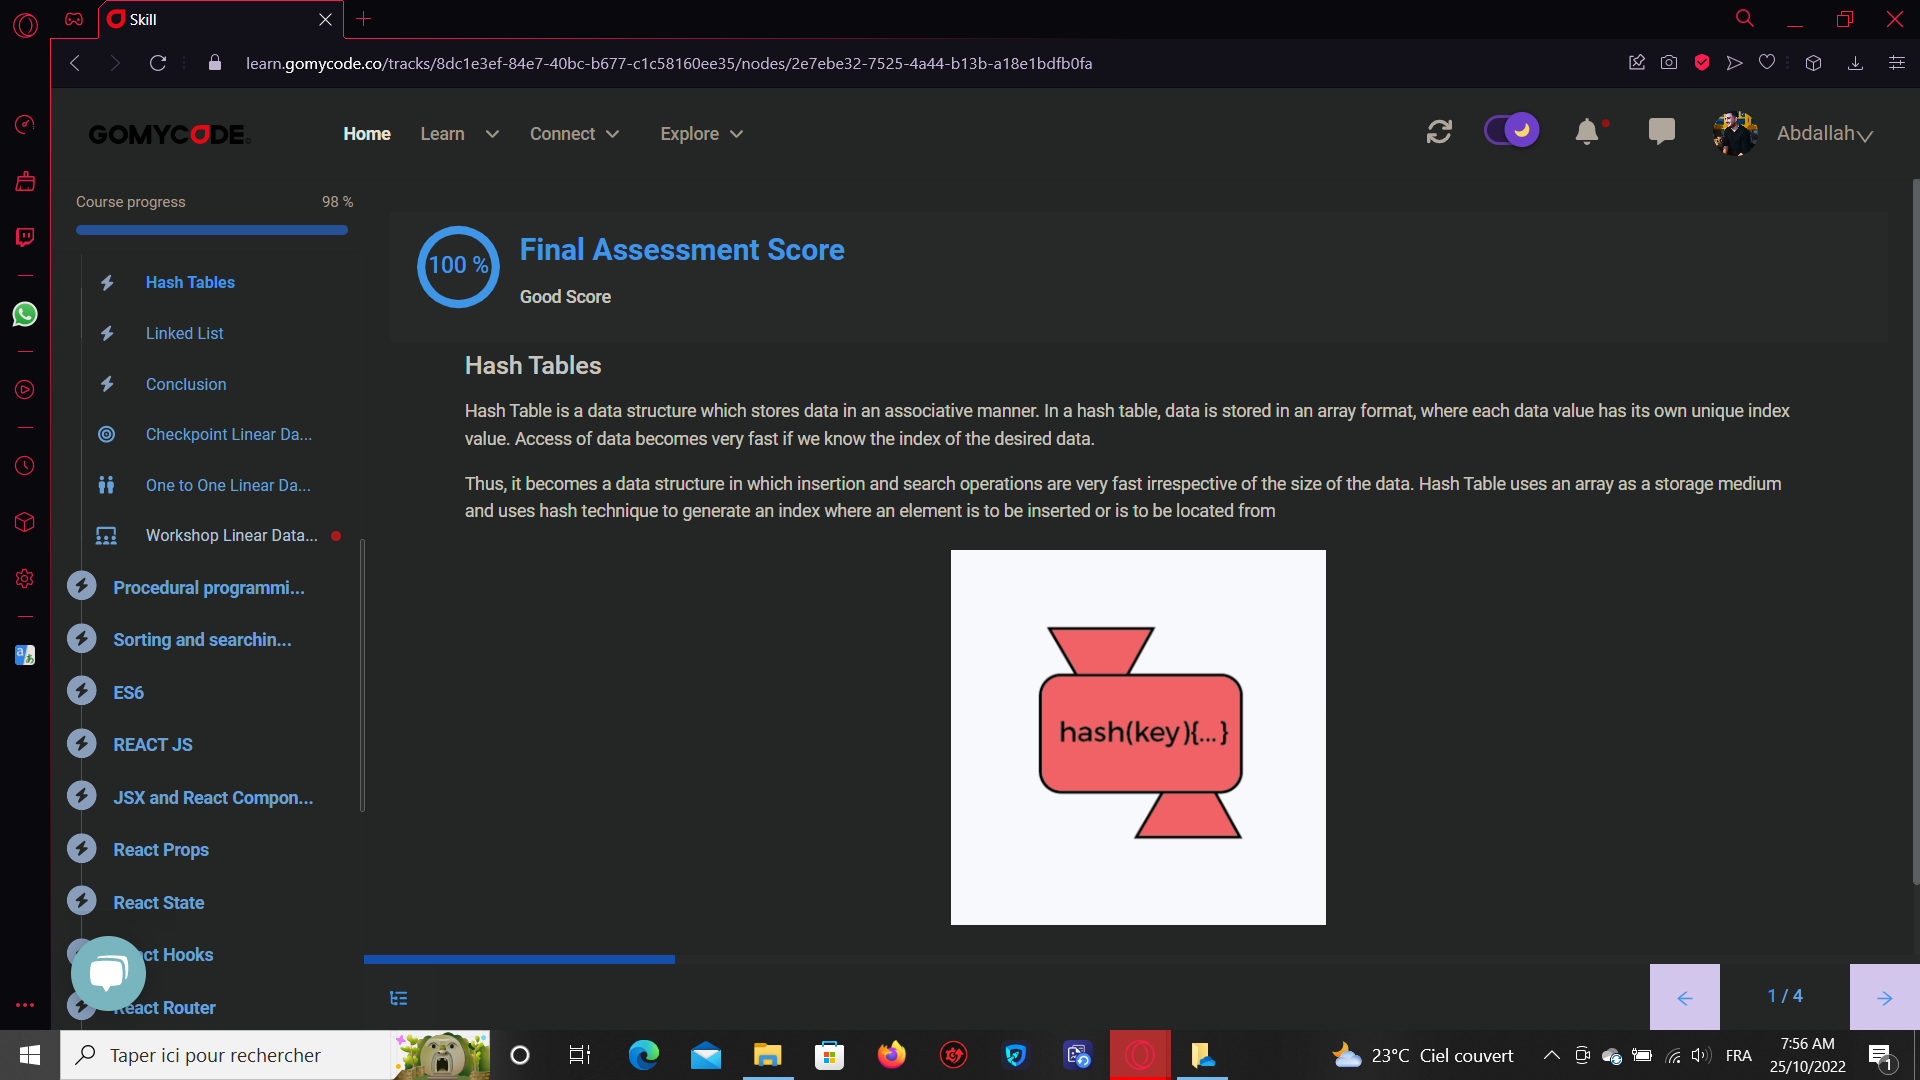 Skill
learn.gomycode.co/tracks/8dc1e3ef-84e7-40bc-b677-c1c58160ee35/nodes/2e7ebe32-7525-4a44-b13b-a18e1bdfb0fa
GOMYCODE
Home Learn Connect Explore
Abdallah
Course progress 98 %
Hash Tables
Linked List
Conclusion
Checkpoint Linear Da...
One to One Linear Da...
Workshop Linear Data...
Procedural programmi...
Sorting and searchin...
ES6
REACT JS
JSX and React Compon...
React Props
React State
ct Hooks
React Router
100 %
Final Assessment Score
Good Score
Hash Tables
Hash Table is a data structure which stores data in an associative manner. In a hash table, data is stored in an array format, where each data value has its own unique index
value. Access of data becomes very fast if we know the index of the desired data.
Thus, it becomes a data structure in which insertion and search operations are very fast irrespective of the size of the data. Hash Table uses an array as a storage medium
and uses hash technique to generate an index where an element is to be inserted or is to be located from
hash(key){...}
1 / 4
Taper ici pour rechercher
23°C Ciel couvert
FRA
7:56 AM
25/10/2022
1